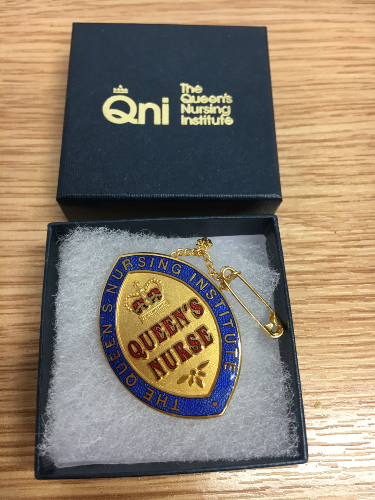 Qni
The
Queen's
Nursing
Institute
THE QUEEN'S NURSING INSTITUTE
QUEEN'S
NURSE